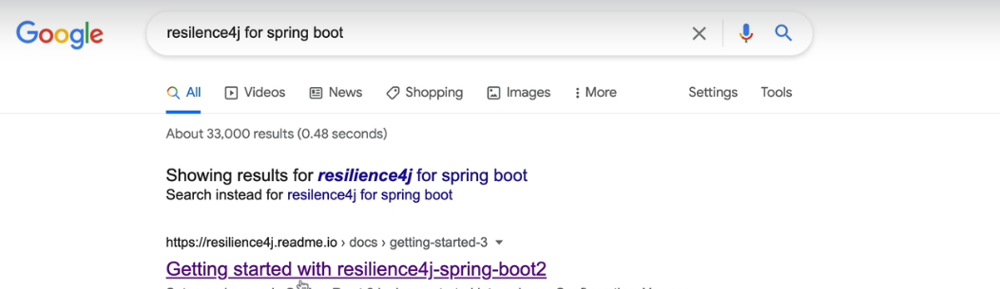 Google
resilence4j for spring boot
All Videos News Shopping Images More Settings Tools
About 33,000 results (0.48 seconds)
Showing results for resilience4j for spring boot
Search instead for resilence4j for spring boot
https://resilience4j.readme.io › docs › getting-started-3
Getting started with resilience4j-spring-boot2